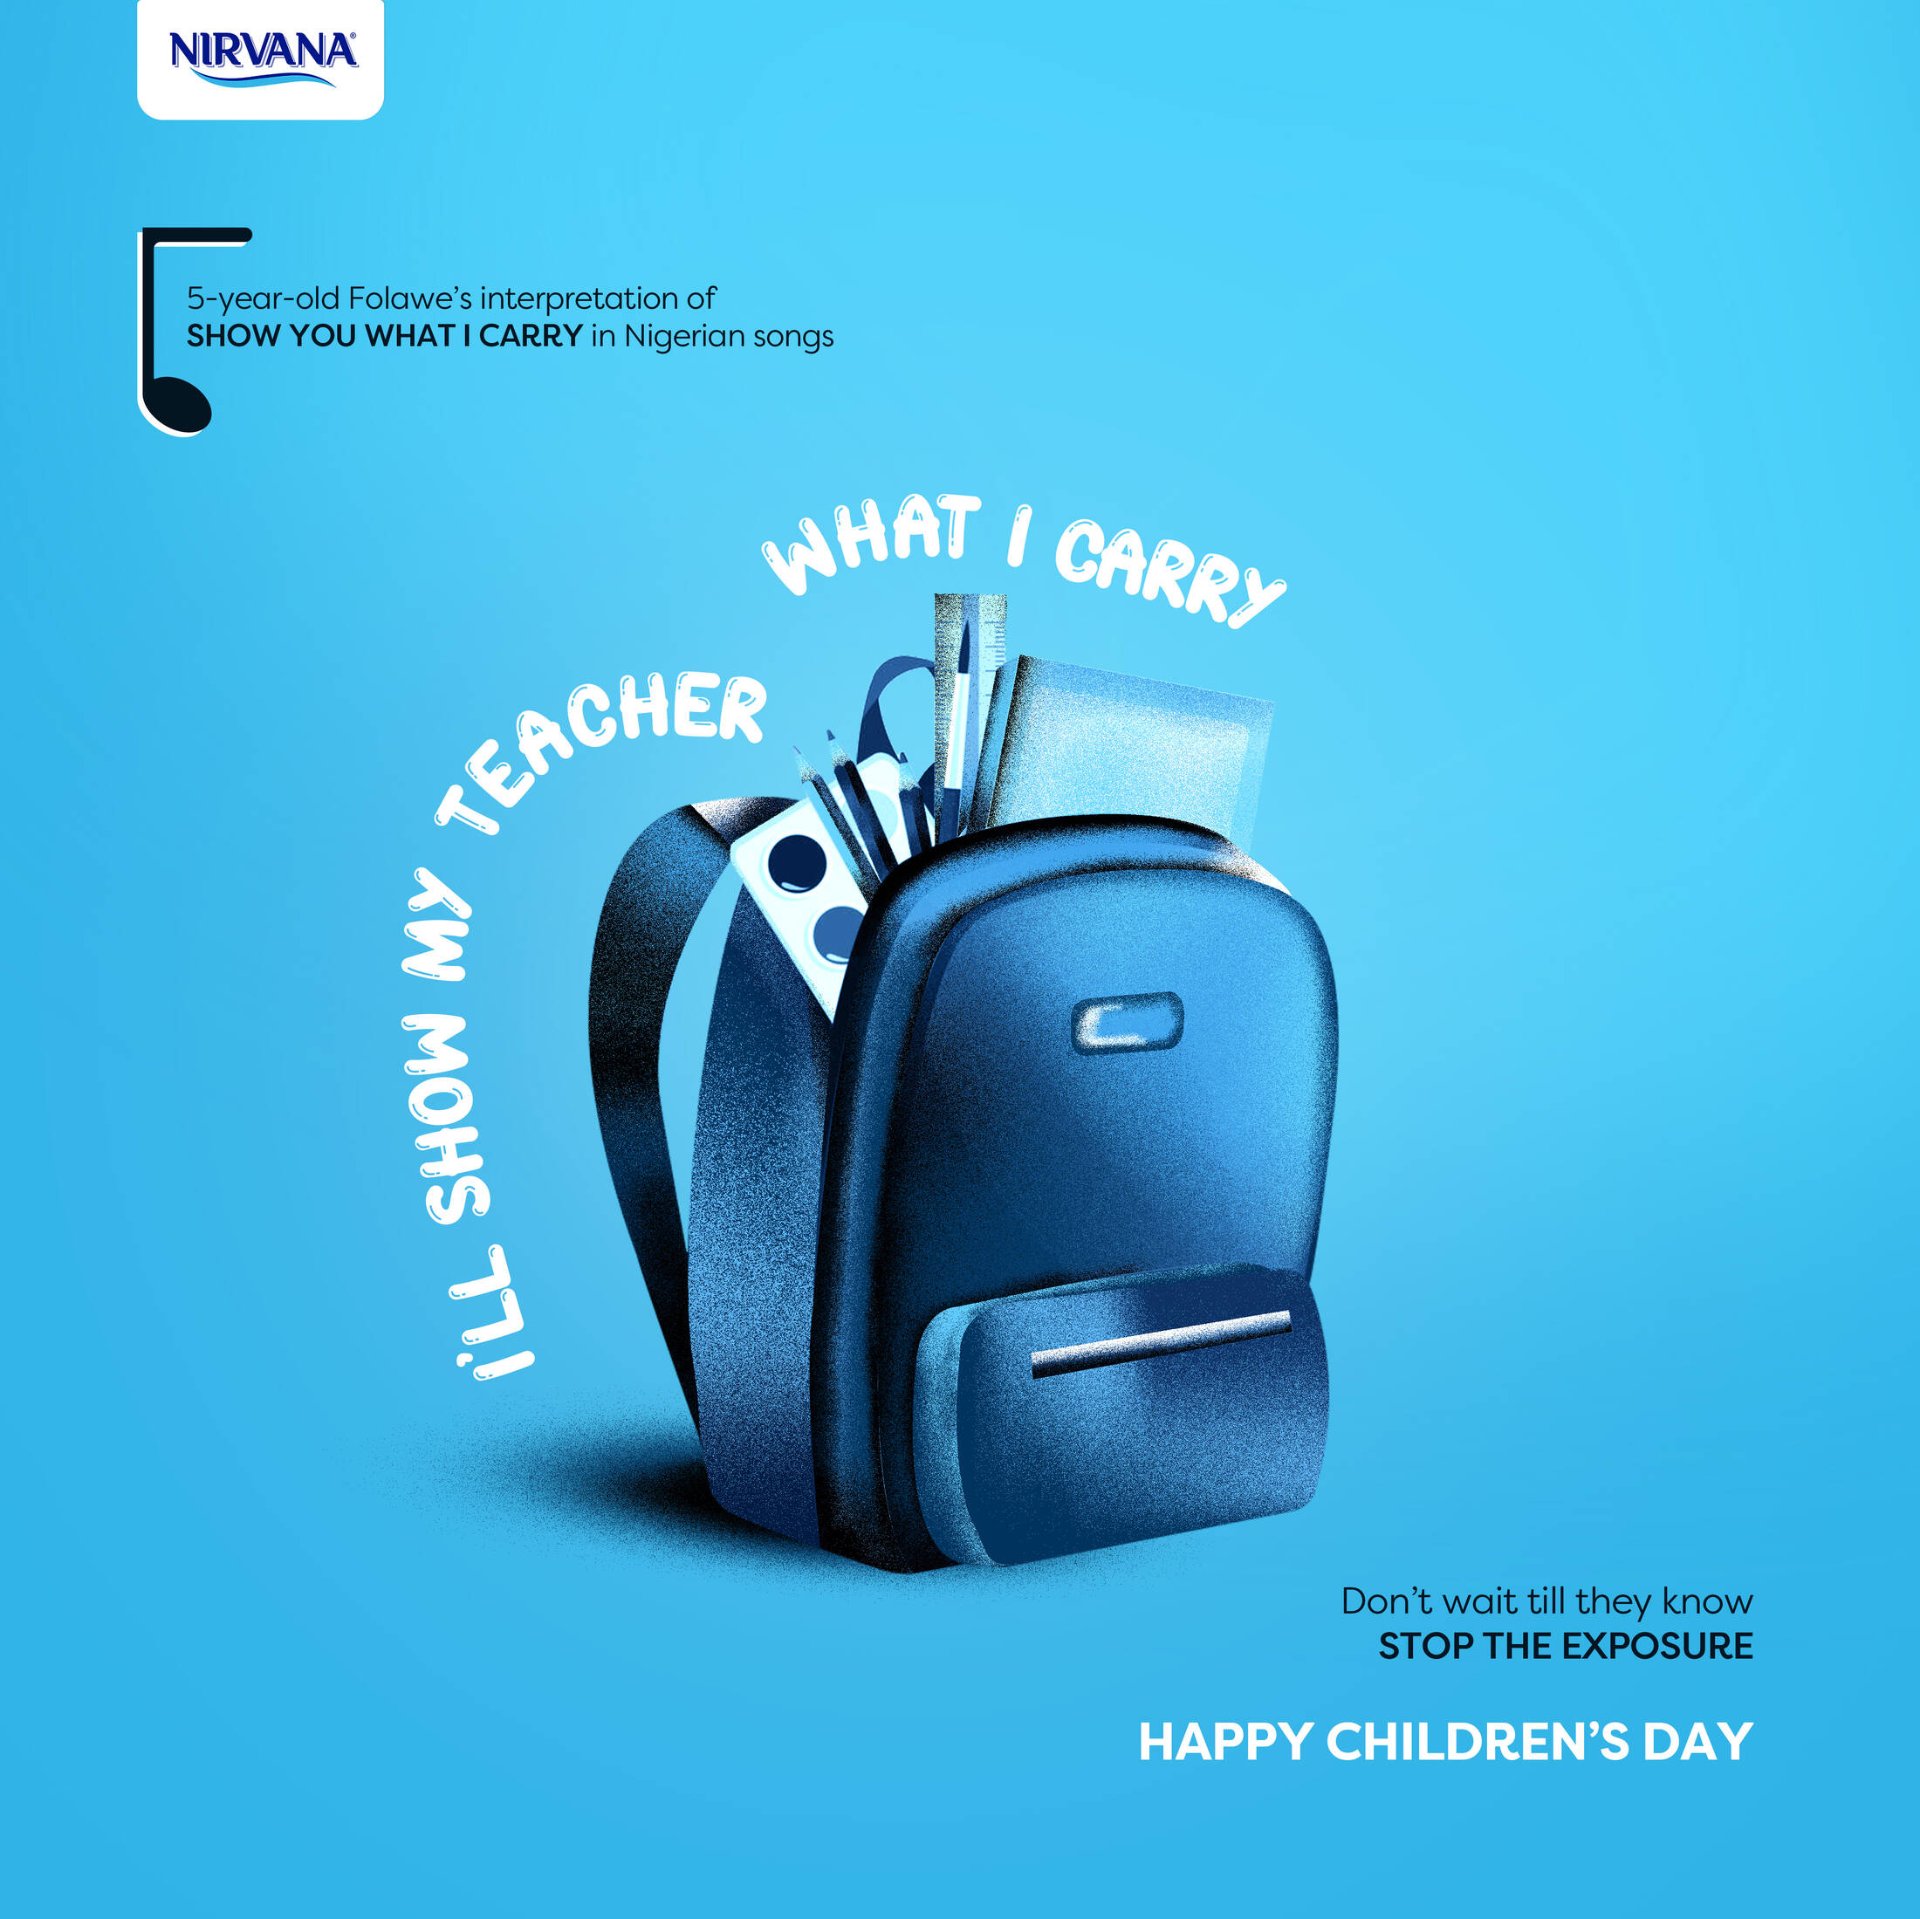 NIRVANA®
5-year-old Folawe's interpretation of
SHOW YOU WHAT I CARRY in Nigerian songs
I'LL SHOW MY TEACHER WHAT I CARRY
Don't wait till they know
STOP THE EXPOSURE
HAPPY CHILDREN'S DAY